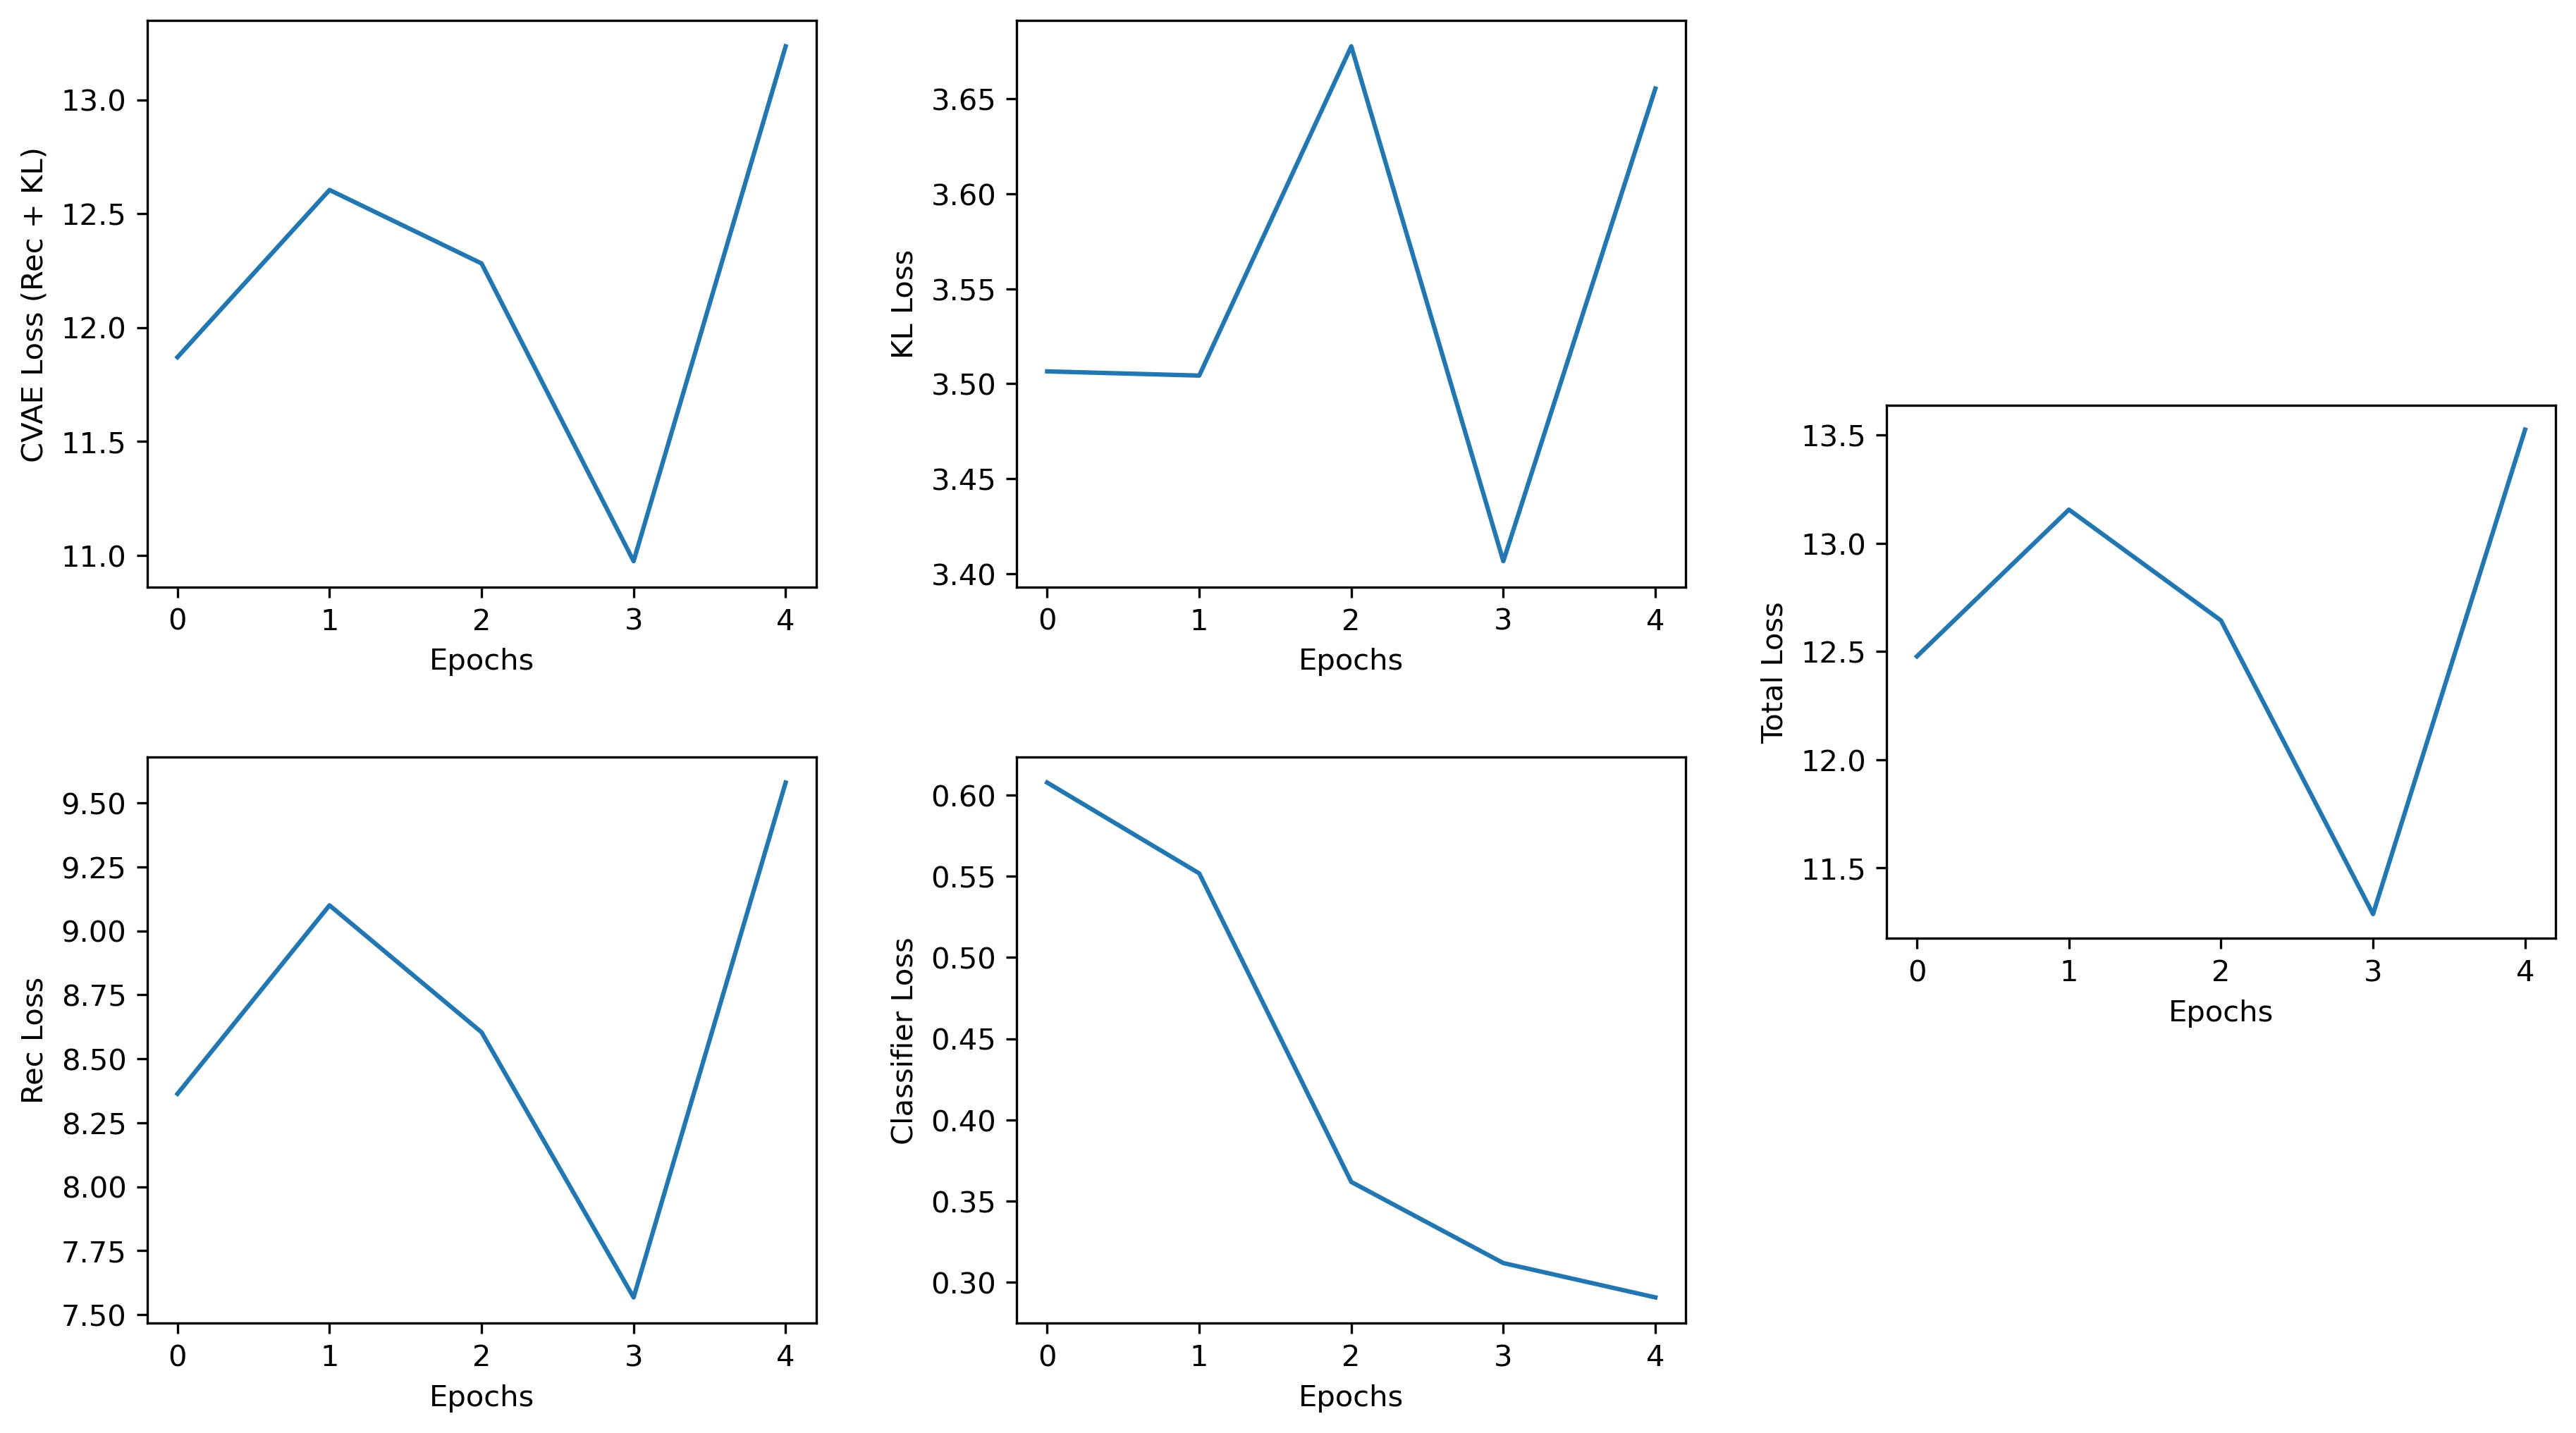 CVAE Loss (Rec + KL)
13.0
12.5
12.0
11.5
11.0
0 1 2 3 4
Epochs
KL Loss
3.65
3.60
3.55
3.50
3.45
3.40
0 1 2 3 4
Epochs
Rec Loss
9.50
9.25
9.00
8.75
8.50
8.25
8.00
7.75
7.50
0 1 2 3 4
Epochs
Classifier Loss
0.60
0.55
0.50
0.45
0.40
0.35
0.30
0 1 2 3 4
Epochs
Total Loss
13.5
13.0
12.5
12.0
11.5
0 1 2 3 4
Epochs